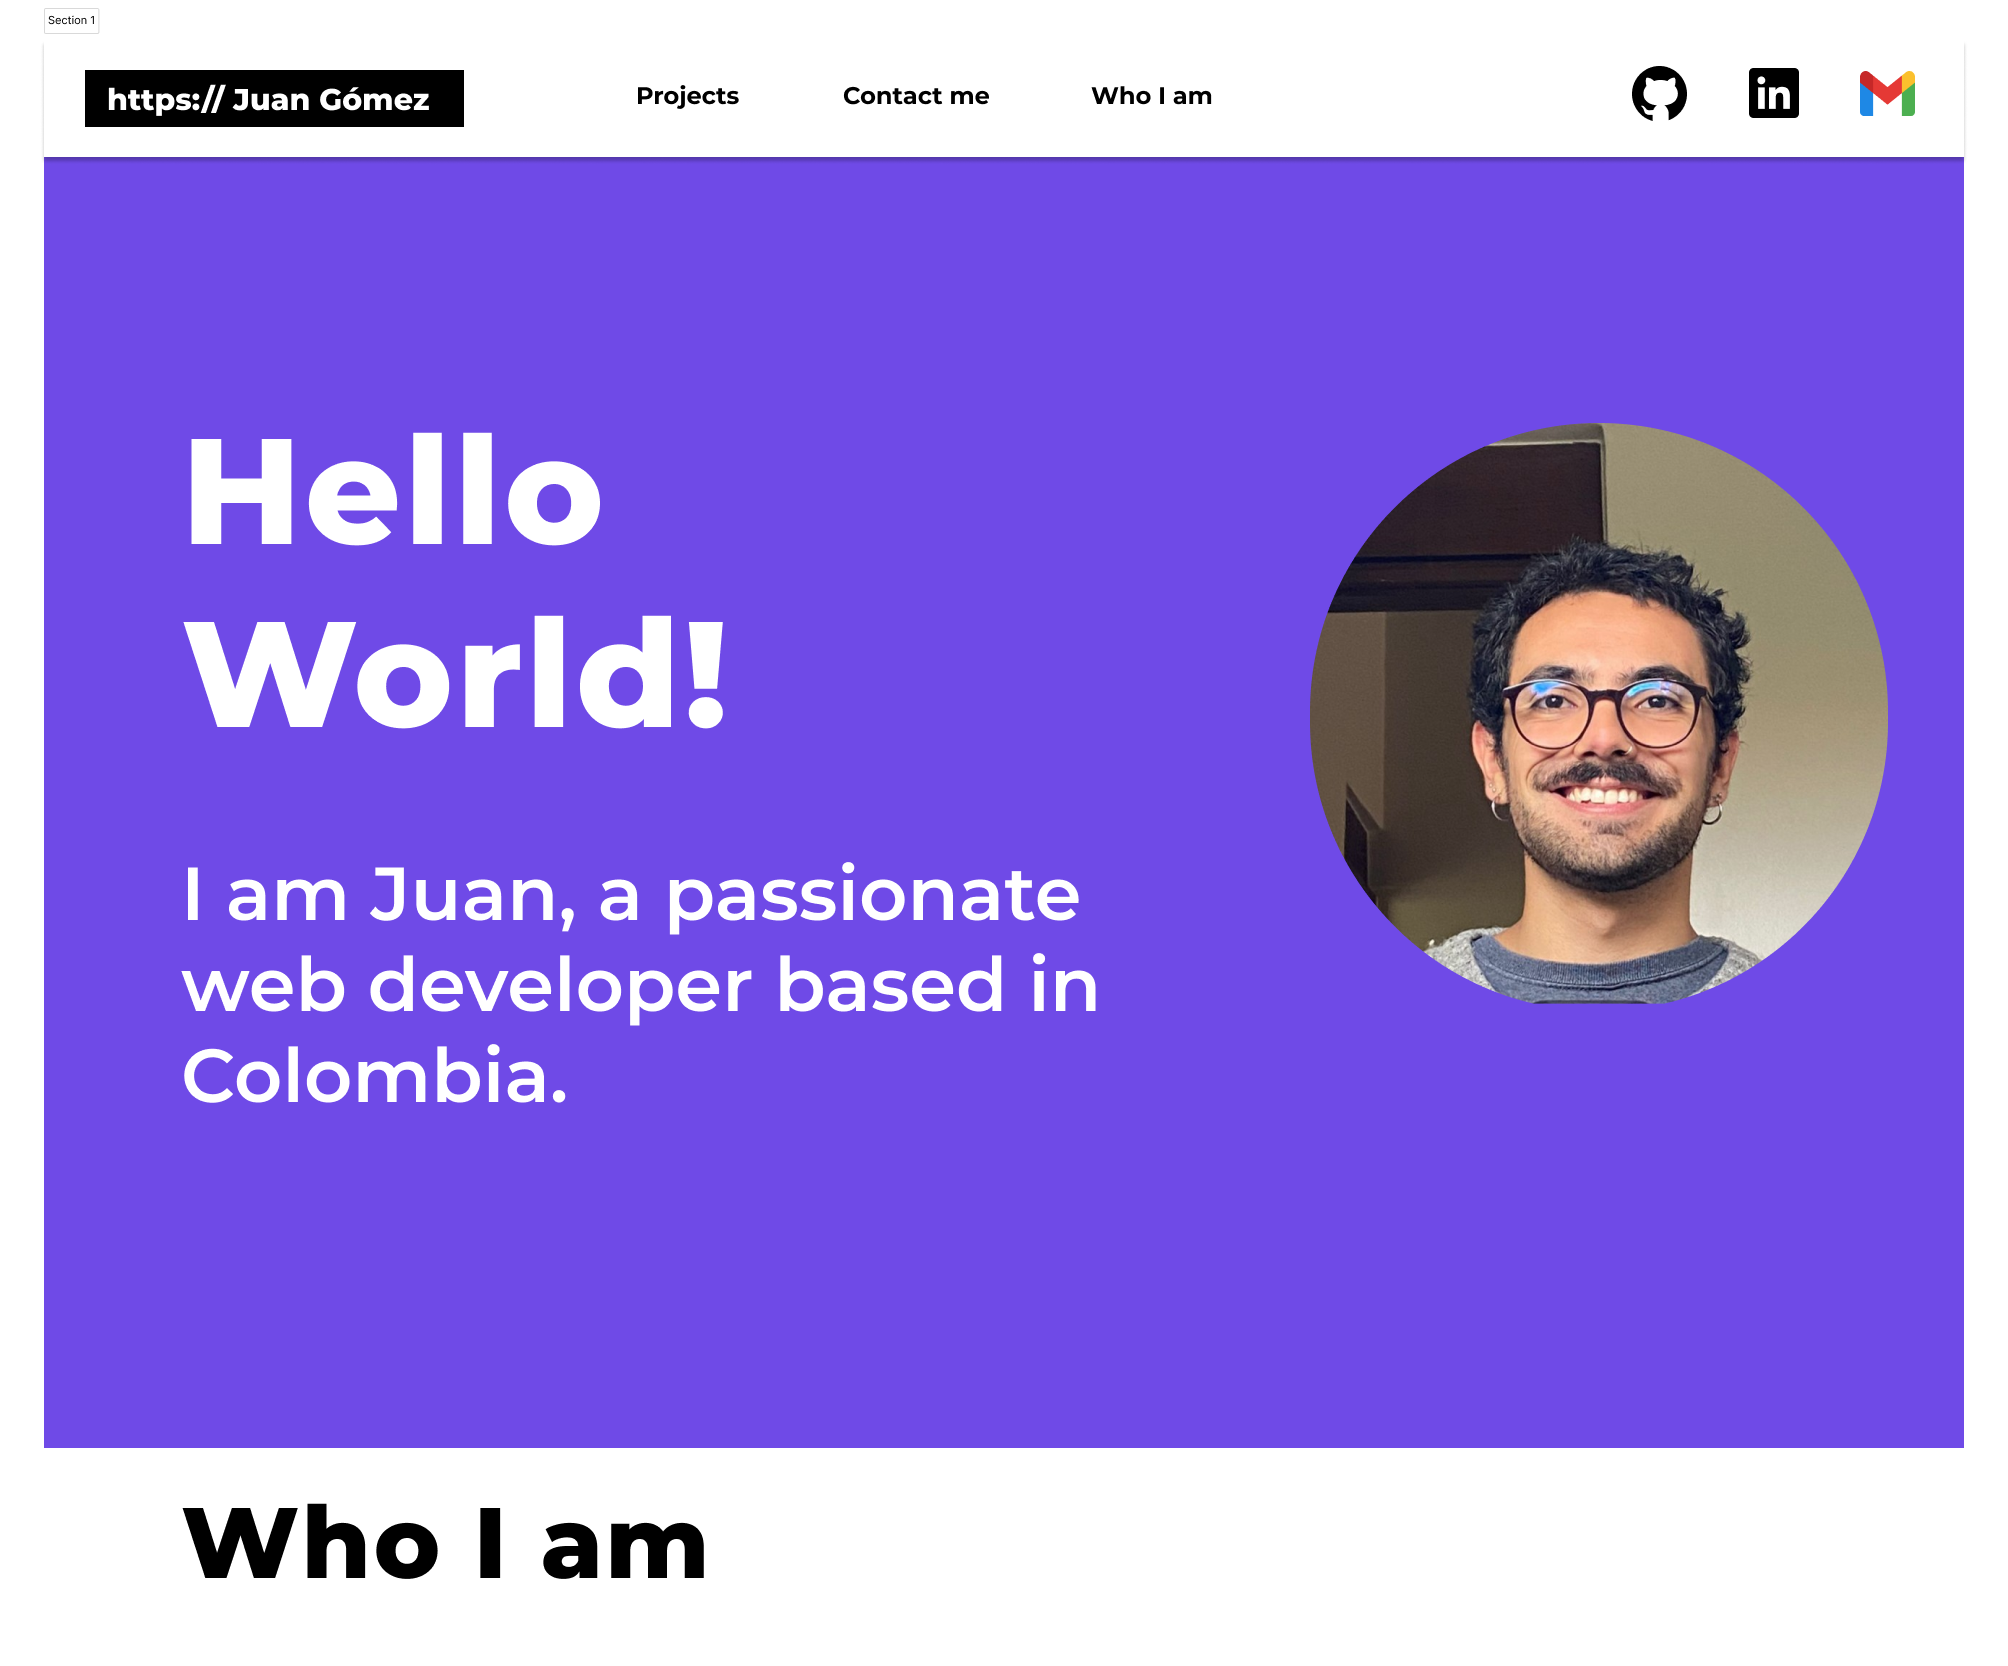 Section 1
https:// Juan Gómez
Projects
Contact me
Who I am
in
Hello
World!
I am Juan, a passionate
web developer based in
Colombia.
Who I am